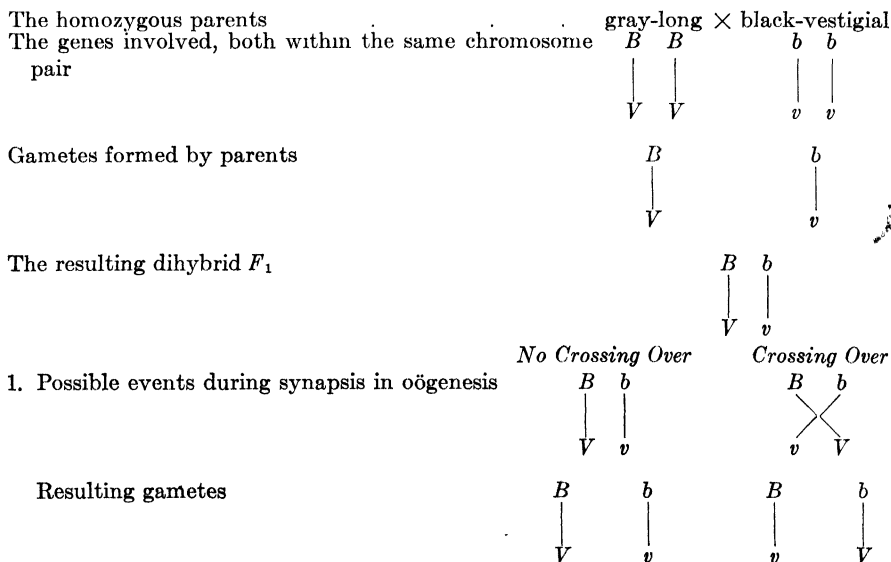 The homozygous parents . . . gray-long × black-vestigial
The genes involved, both within the same chromosome pair
B B b b
V V v v
Gametes formed by parents
B b
V v
The resulting dihybrid F₁
B b
V v
No Crossing Over Crossing Over
1. Possible events during synapsis in oögenesis
B b B b
V v v V
Resulting gametes
B b B b
V v v V